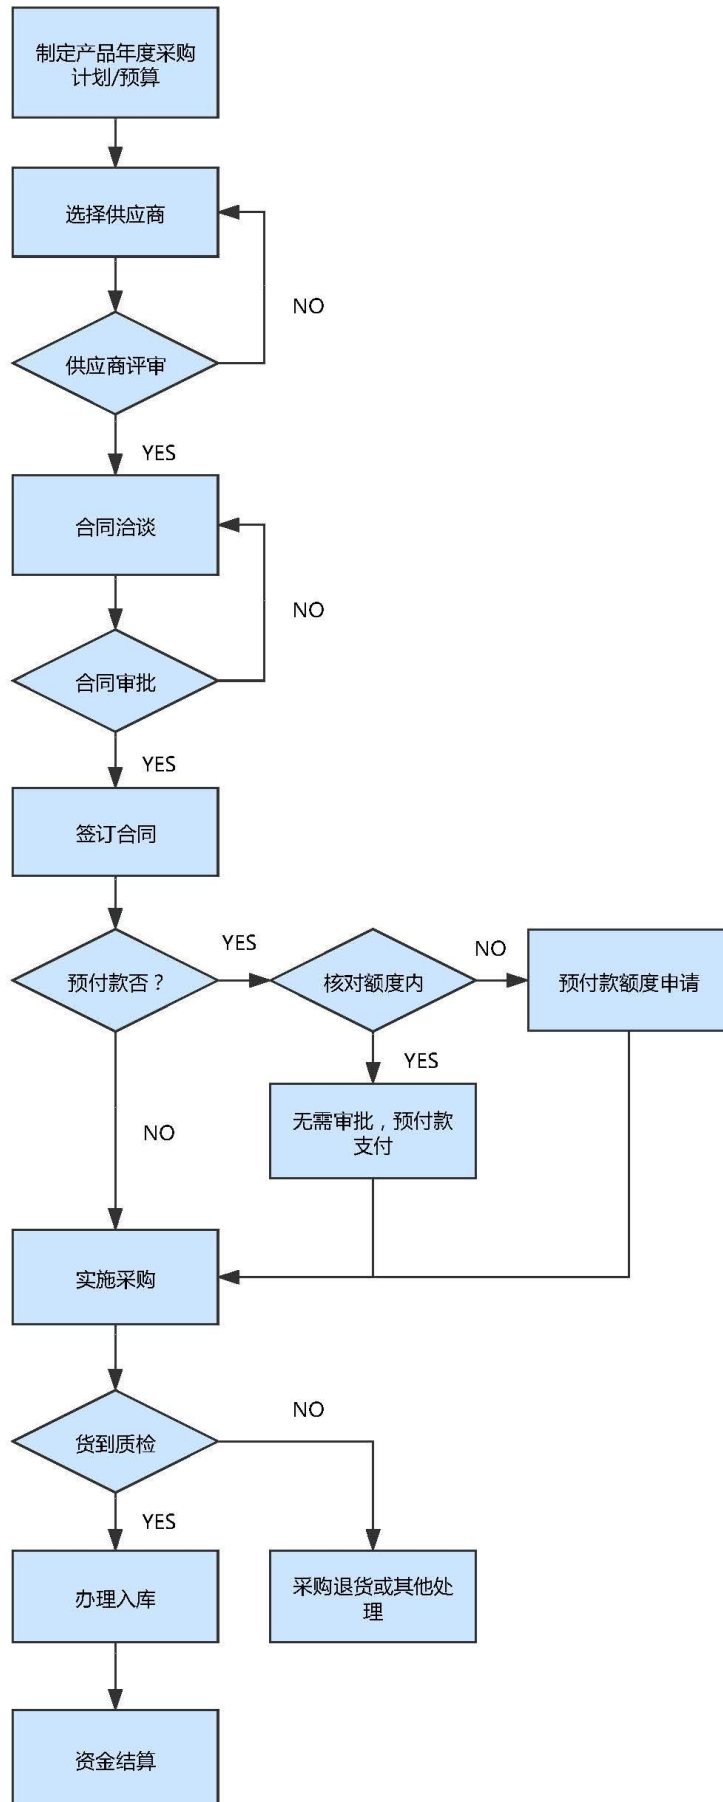 制定产品年度采购
计划/预算
选择供应商
NO
供应商评审
YES
合同洽谈
NO
合同审批
YES
签订合同
预付款否？
YES
核对额度内
NO
预付款额度申请
YES
无需审批，预付款
支付
NO
实施采购
货到质检
NO
YES
办理入库
采购退货或其他处
理
资金结算